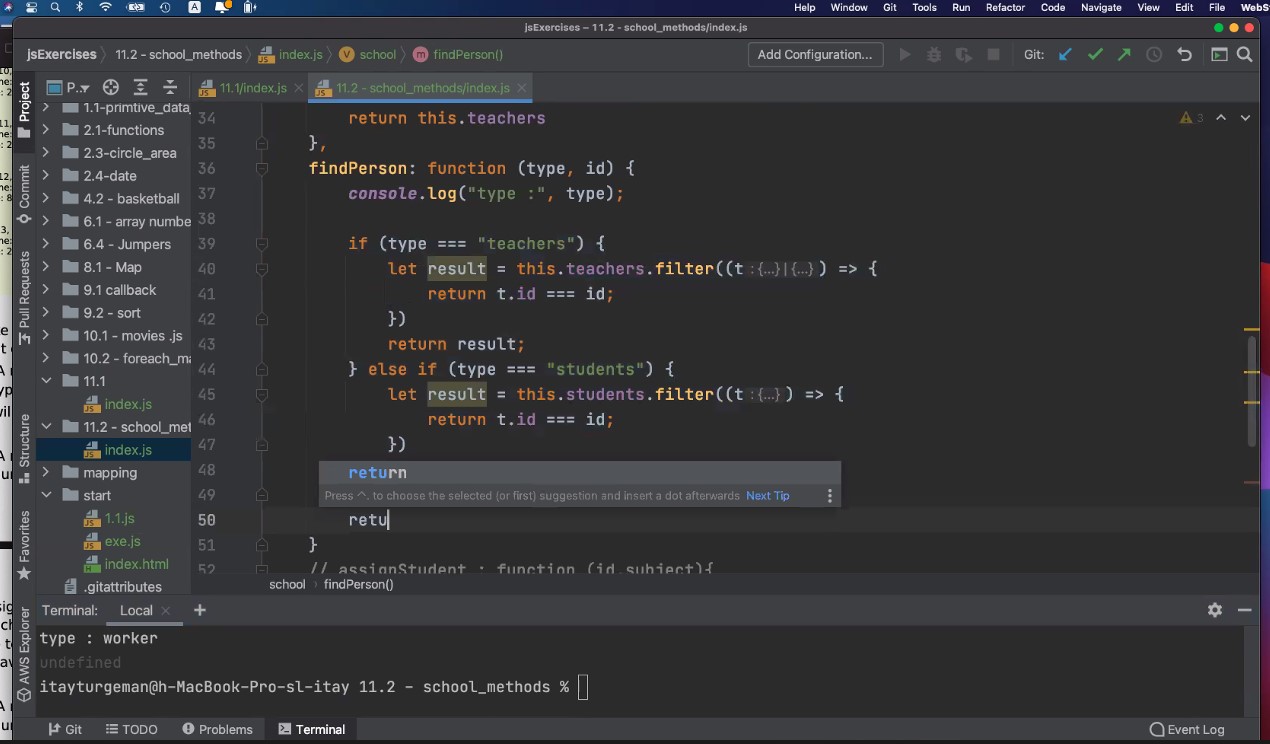 Help Window Git Tools Run Refactor Code Navigate View Edit File
jsExercises – 11.2 - school_methods/index.js
jsExercises 11.2 - school_methods index.js V school m findPerson() Add Configuration... Git:
Project P.. 11.1/index.js 11.2 - school_methods/index.js
1.1-primtive_data_
2.1-functions
2.3-circle_area
2.4-date
4.2 - basketball
6.1 - array numbe
6.4 - Jumpers
8.1 - Map
9.1 callback
9.2 - sort
10.1 - movies .js
10.2 - foreach_ma
11.1
index.js
11.2 - school_met
index.js
mapping
start
1.1.js
exe.js
index.html
.gitattributes
Commit
Pull Requests
Structure
Favorites
AWS Explorer
3
34 return this.teachers
35 },
36 findPerson: function (type, id) {
37 console.log("type :", type);
38
39 if (type === "teachers") {
40 let result = this.teachers.filter((t :{...}|{...}) => {
41 return t.id === id;
42 })
43 return result;
44 } else if (type === "students") {
45 let result = this.students.filter((t :{...}) => {
46 return t.id === id;
47 })
48
return
49
Press ^. to choose the selected (or first) suggestion and insert a dot afterwards Next Tip
50 retu
51 }
52 // assignStudent : function (id,subject){
school findPerson()
Terminal: Local
type : worker
undefined
itayturgeman@h-MacBook-Pro-sl-itay 11.2 - school_methods %
Git TODO Problems Terminal Event Log